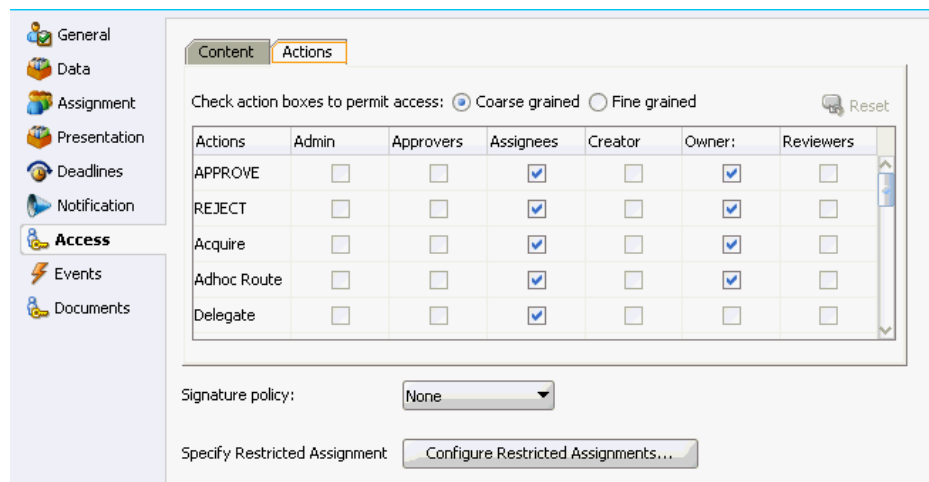 General
Data
Assignment
Presentation
Deadlines
Notification
Access
Events
Documents
Content Actions
Check action boxes to permit access: Coarse grained Fine grained Reset
Actions Admin Approvers Assignees Creator Owner: Reviewers
APPROVE
REJECT
Acquire
Adhoc Route
Delegate
Signature policy: None
Specify Restricted Assignment Configure Restricted Assignments...